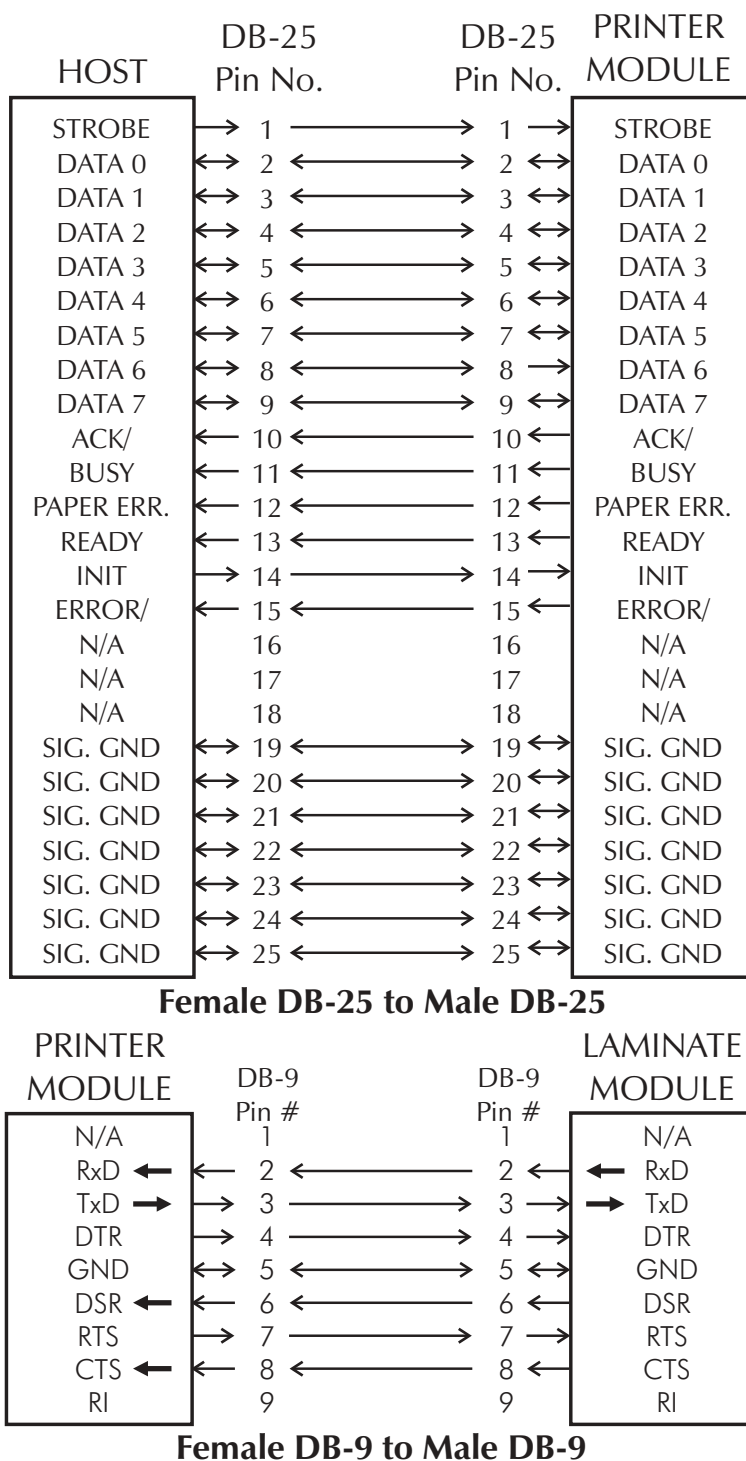 HOST DB-25 Pin No. DB-25 Pin No. PRINTER MODULE
STROBE 1 1 STROBE
DATA 0 2 2 DATA 0
DATA 1 3 3 DATA 1
DATA 2 4 4 DATA 2
DATA 3 5 5 DATA 3
DATA 4 6 6 DATA 4
DATA 5 7 7 DATA 5
DATA 6 8 8 DATA 6
DATA 7 9 9 DATA 7
ACK/ 10 10 ACK/
BUSY 11 11 BUSY
PAPER ERR. 12 12 PAPER ERR.
READY 13 13 READY
INIT 14 14 INIT
ERROR/ 15 15 ERROR/
N/A 16 16 N/A
N/A 17 17 N/A
N/A 18 18 N/A
SIG. GND 19 19 SIG. GND
SIG. GND 20 20 SIG. GND
SIG. GND 21 21 SIG. GND
SIG. GND 22 22 SIG. GND
SIG. GND 23 23 SIG. GND
SIG. GND 24 24 SIG. GND
SIG. GND 25 25 SIG. GND
Female DB-25 to Male DB-25
PRINTER MODULE DB-9 Pin # DB-9 Pin # LAMINATE MODULE
N/A 1 1 N/A
RxD 2 2 RxD
TxD 3 3 TxD
DTR 4 4 DTR
GND 5 5 GND
DSR 6 6 DSR
RTS 7 7 RTS
CTS 8 8 CTS
RI 9 9 RI
Female DB-9 to Male DB-9